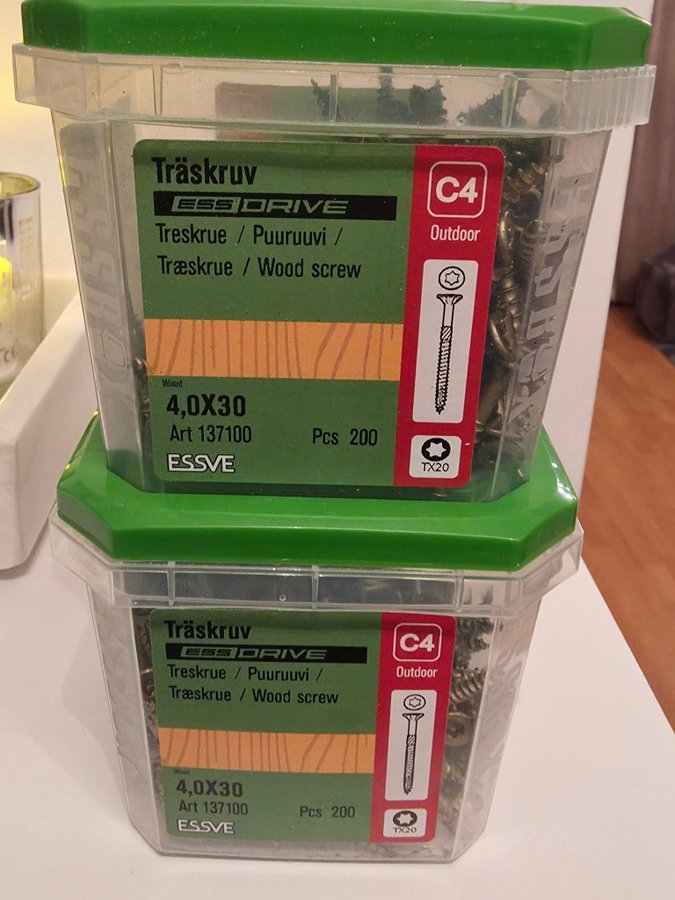 Träskruv
ESSDRIVE
Treskrue / Puuruuvi /
Træskrue / Wood screw
Wood
4,0X30
Art 137100
Pcs 200
ESSVE
C4
Outdoor
TX20
Träskruv
ESSDRIVE
Treskrue / Puuruuvi /
Træskrue / Wood screw
Wood
4,0X30
Art 137100
Pcs 200
ESSVE
C4
Outdoor
TX20